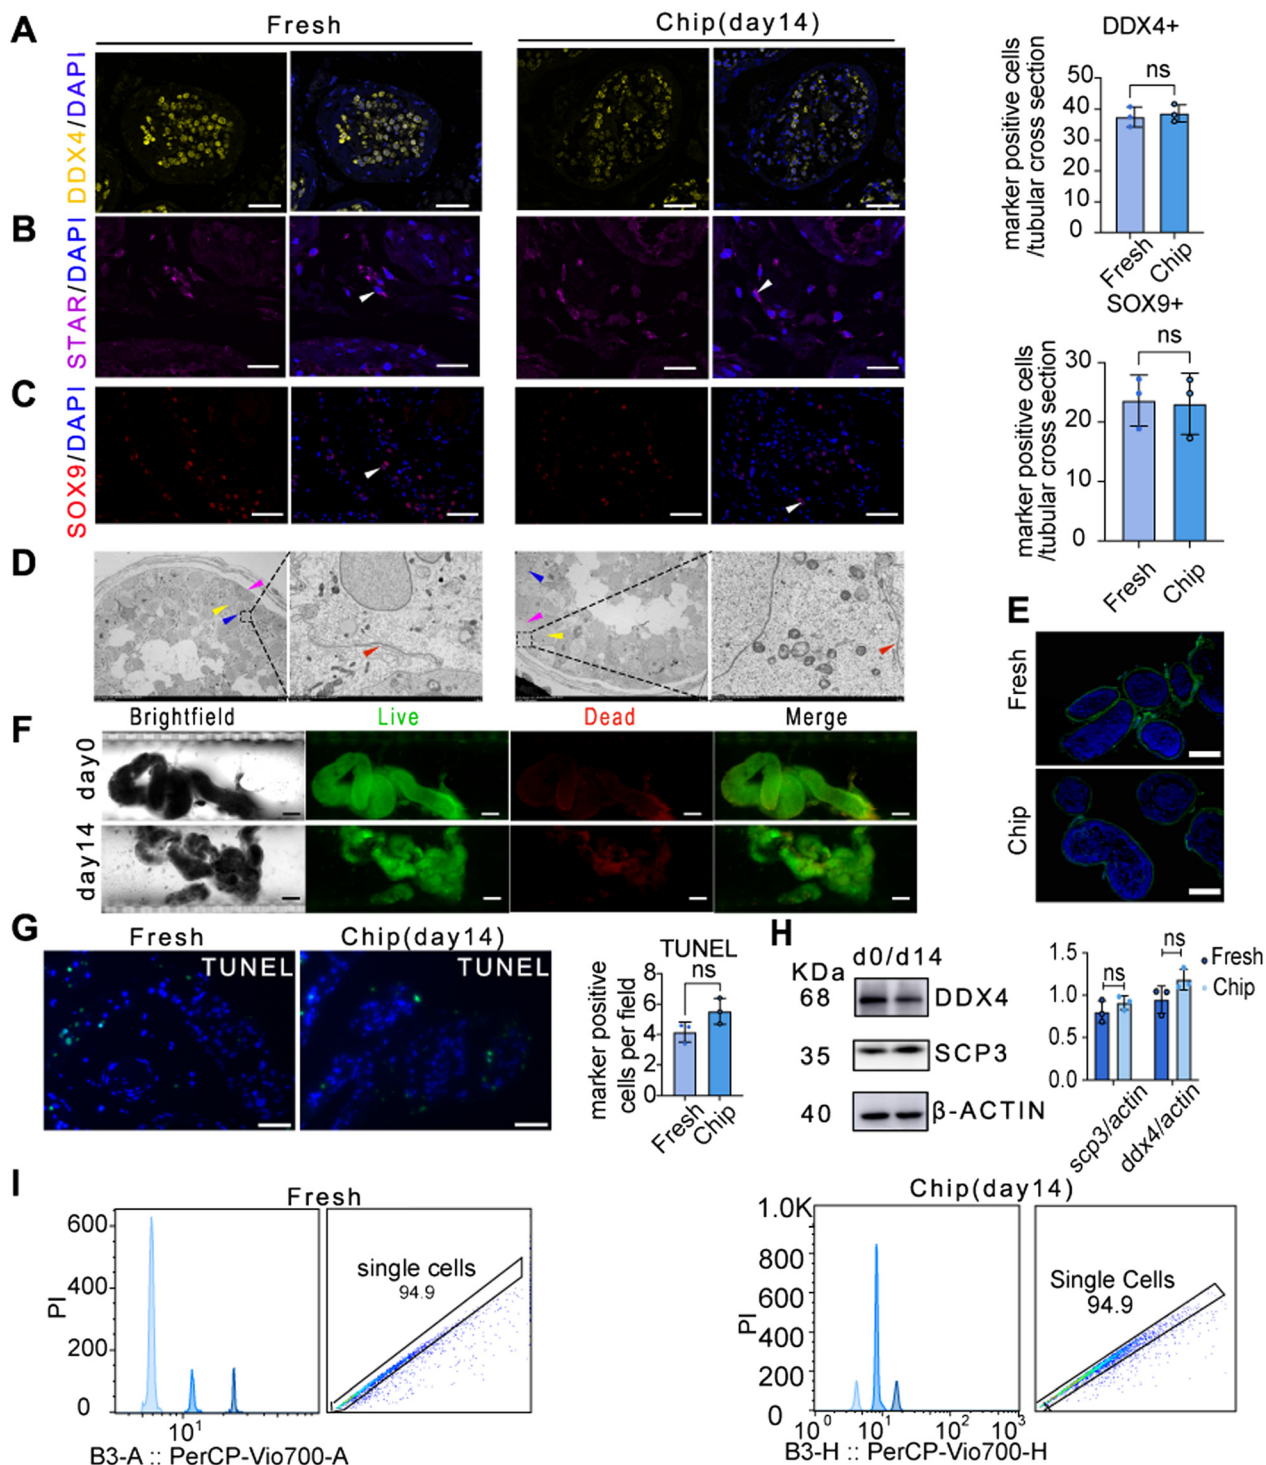 A
Fresh
Chip(day14)
DDX4/DAPI
DDX4+
marker positive cells
/tubular cross section
50
40
30
20
10
0
ns
Fresh
Chip
B
STAR/DAPI
SOX9+
marker positive cells
/tubular cross section
30
20
10
0
ns
Fresh
Chip
C
SOX9/DAPI
D
E
Fresh
Chip
F
Brightfield
Live
Dead
Merge
day0
day14
G
Fresh
Chip(day14)
TUNEL
TUNEL
TUNEL
marker positive
cells per field
8
6
4
2
0
ns
Fresh
Chip
H
d0/d14
KDa
68
DDX4
35
SCP3
40
β-ACTIN
1.5
1.0
0.5
0.0
ns
ns
Fresh
Chip
scp3/actin
ddx4/actin
I
Fresh
PI
600
400
200
0
10¹
B3-A :: PerCP-Vio700-A
single cells
94.9
Chip(day14)
PI
1.0K
800
600
400
200
0
10⁰
10¹
10²
10³
B3-H :: PerCP-Vio700-H
Single Cells
94.9